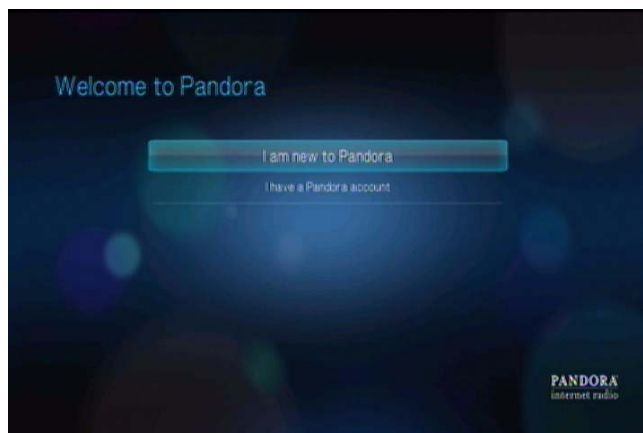 Welcome to Pandora
I am new to Pandora
I have a Pandora account
PANDORA
internet radio